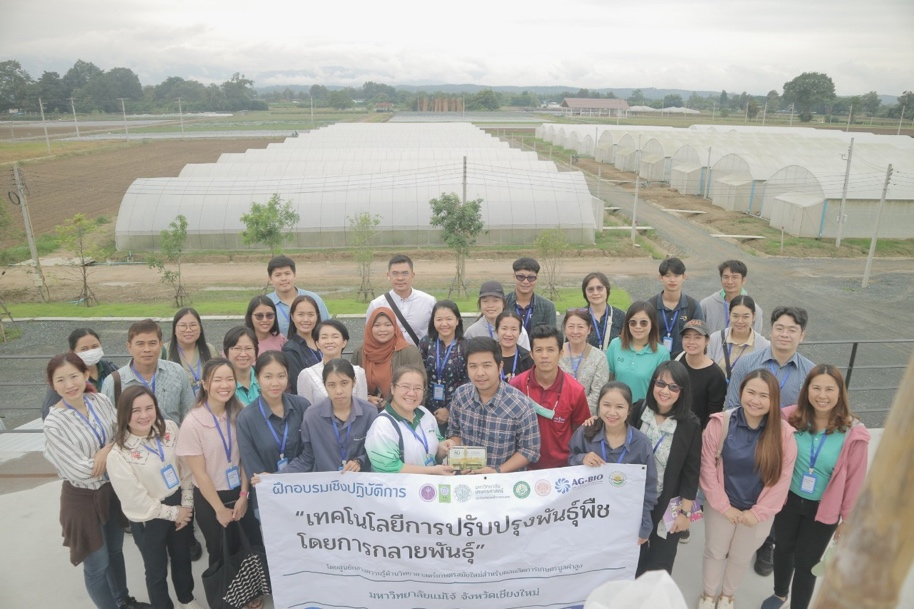 ฝึกอบรมเชิงปฏิบัติการ
AG-BIO
“เทคโนโลยีการปรับปรุงพันธุ์พืช
โดยการกลายพันธุ์”
มหาวิทยาลัยแม่โจ้ จังหวัดเชียงใหม่